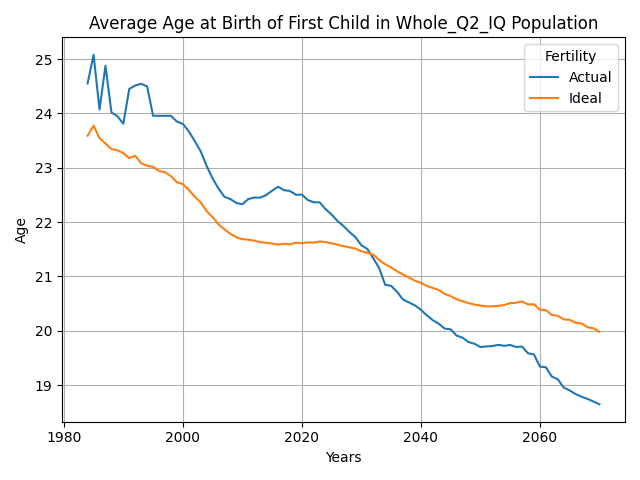 Average Age at Birth of First Child in Whole_Q2_IQ Population
Fertility
Actual
Ideal
Age
25
24
23
22
21
20
19
1980
2000
2020
2040
2060
Years